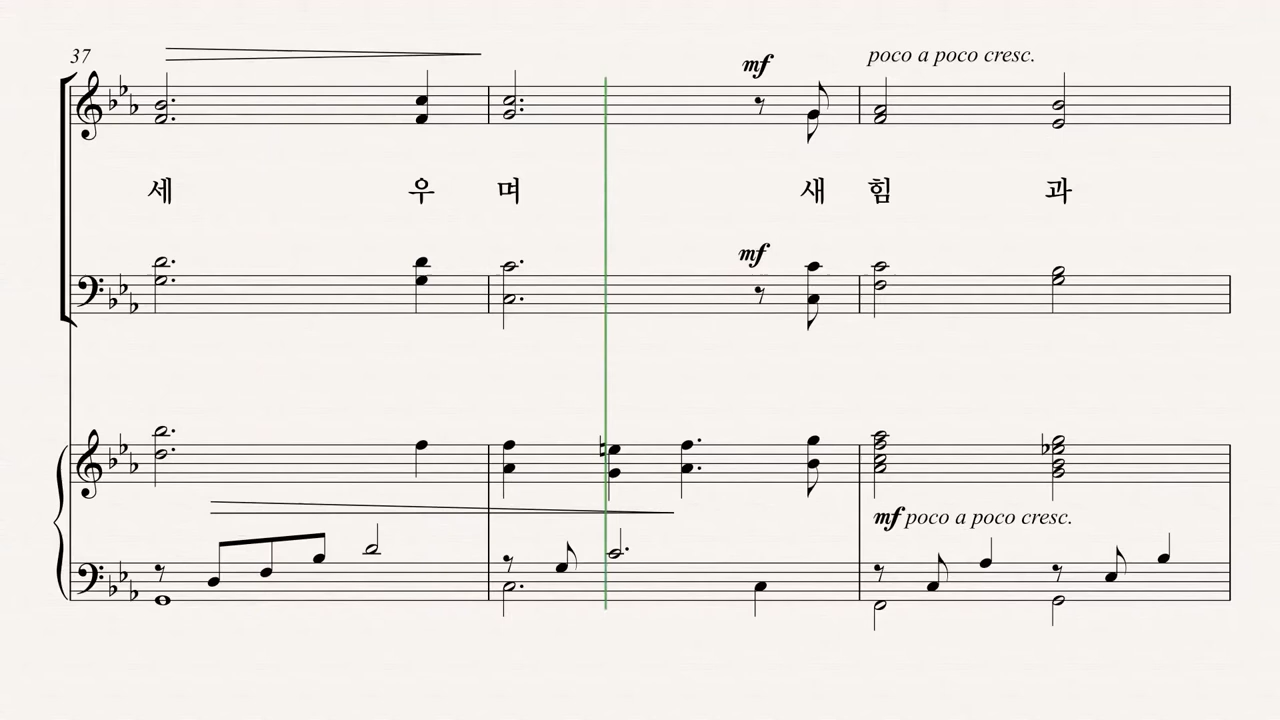 37
mf
poco a poco cresc.
세 우 며 새 힘 과
mf
mf poco a poco cresc.